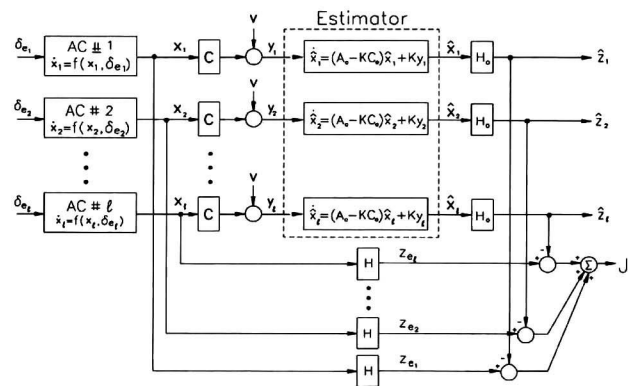 Estimator
δe₁
AC # 1
ẋ₁=f(x₁,δe₁)
x₁
C
v
y₁
x̂̇₁=(Aₒ-KCₒ)x̂₁+Ky₁
x̂₁
Hₒ
ẑ₁
δe₂
AC # 2
ẋ₂=f(x₂,δe₂)
x₂
C
v
y₂
x̂̇₂=(Aₒ-KCₒ)x̂₂+Ky₂
x̂₂
Hₒ
ẑ₂
δeℓ
AC # ℓ
ẋℓ=f(xℓ,δeℓ)
xℓ
C
v
yℓ
x̂̇ℓ=(Aₒ-KCₒ)x̂ℓ+Kyℓ
x̂ℓ
Hₒ
ẑℓ
H
zeℓ
-
+
+
Σ
+
+
J
H
ze₂
-
+
H
ze₁
-
+